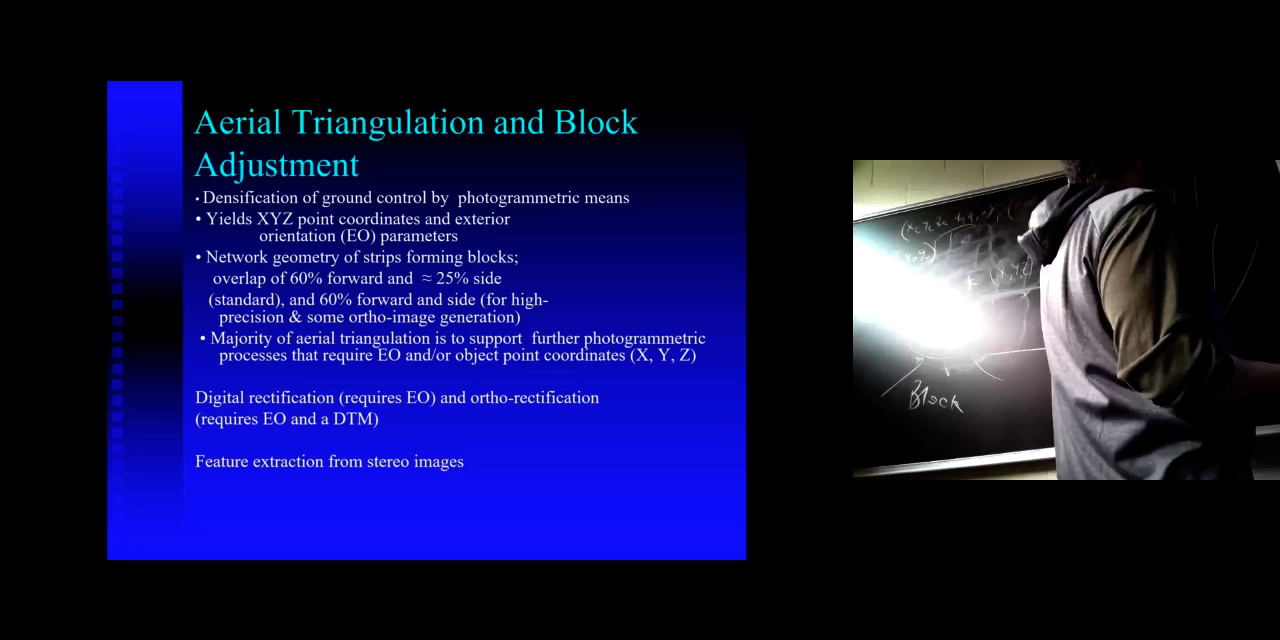 Aerial Triangulation and Block
Adjustment
• Densification of ground control by photogrammetric means
• Yields XYZ point coordinates and exterior
orientation (EO) parameters
• Network geometry of strips forming blocks;
overlap of 60% forward and ≈ 25% side
(standard), and 60% forward and side (for high-
precision & some ortho-image generation)
• Majority of aerial triangulation is to support further photogrammetric
processes that require EO and/or object point coordinates (X, Y, Z)
Digital rectification (requires EO) and ortho-rectification
(requires EO and a DTM)
Feature extraction from stereo images
(X,Y,Z)
Block